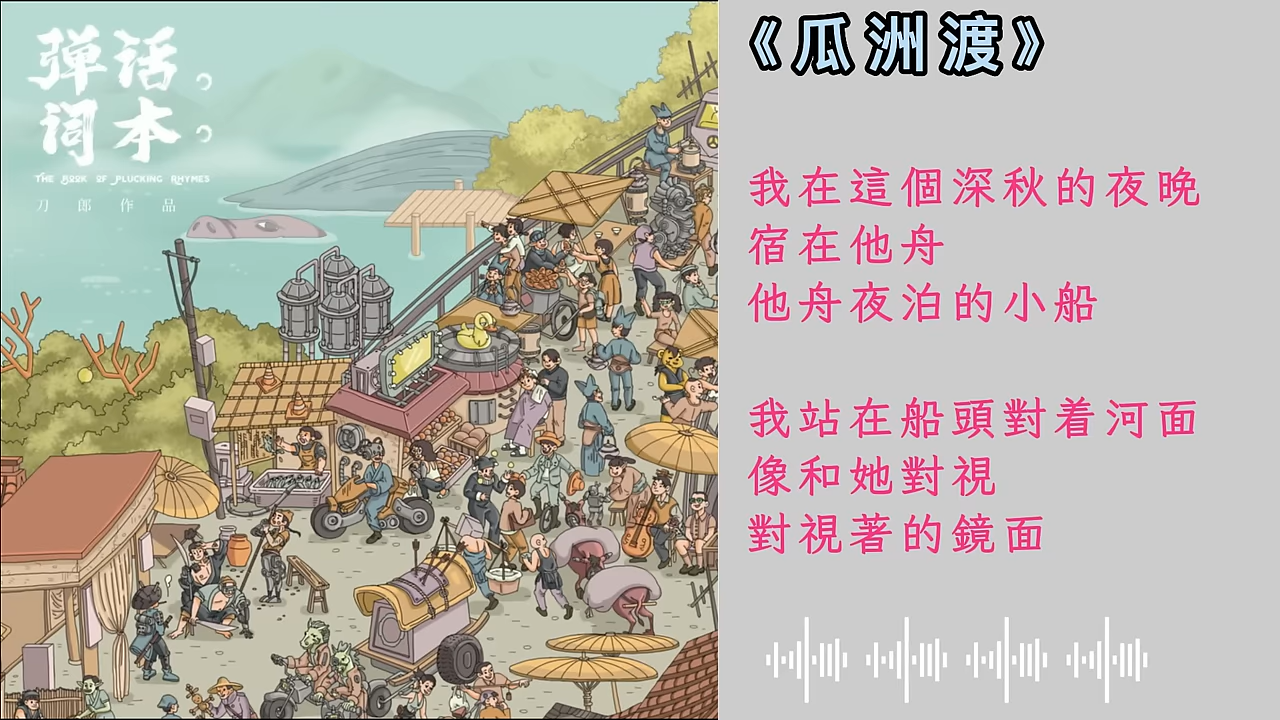 弹词话本
THE BOOK OF PLUCKING RHYMES
刀郎作品
《瓜洲渡》
我在這個深秋的夜晚
宿在他舟
他舟夜泊的小船
我站在船頭對着河面
像和她對視
對視著的鏡面